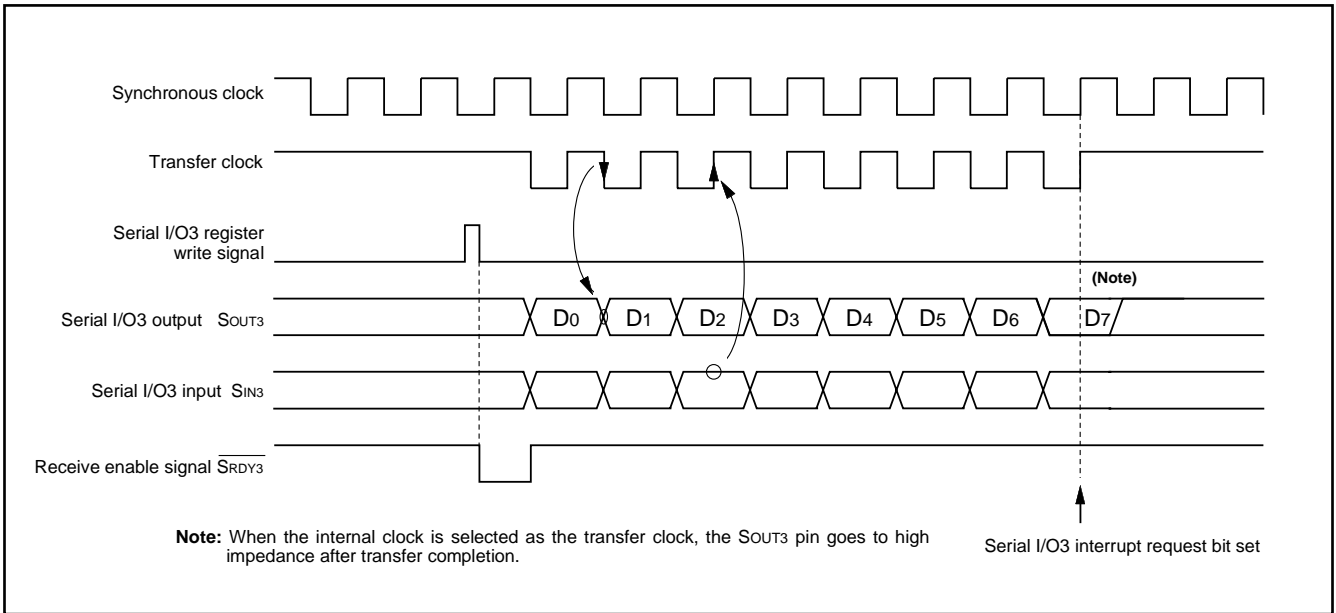 Synchronous clock
Transfer clock
Serial I/O3 register
write signal
(Note)
Serial I/O3 output SOUT3
D0 D1 D2 D3 D4 D5 D6 D7
Serial I/O3 input SIN3
Receive enable signal SRDY3
Note: When the internal clock is selected as the transfer clock, the SOUT3 pin goes to high
impedance after transfer completion.
Serial I/O3 interrupt request bit set